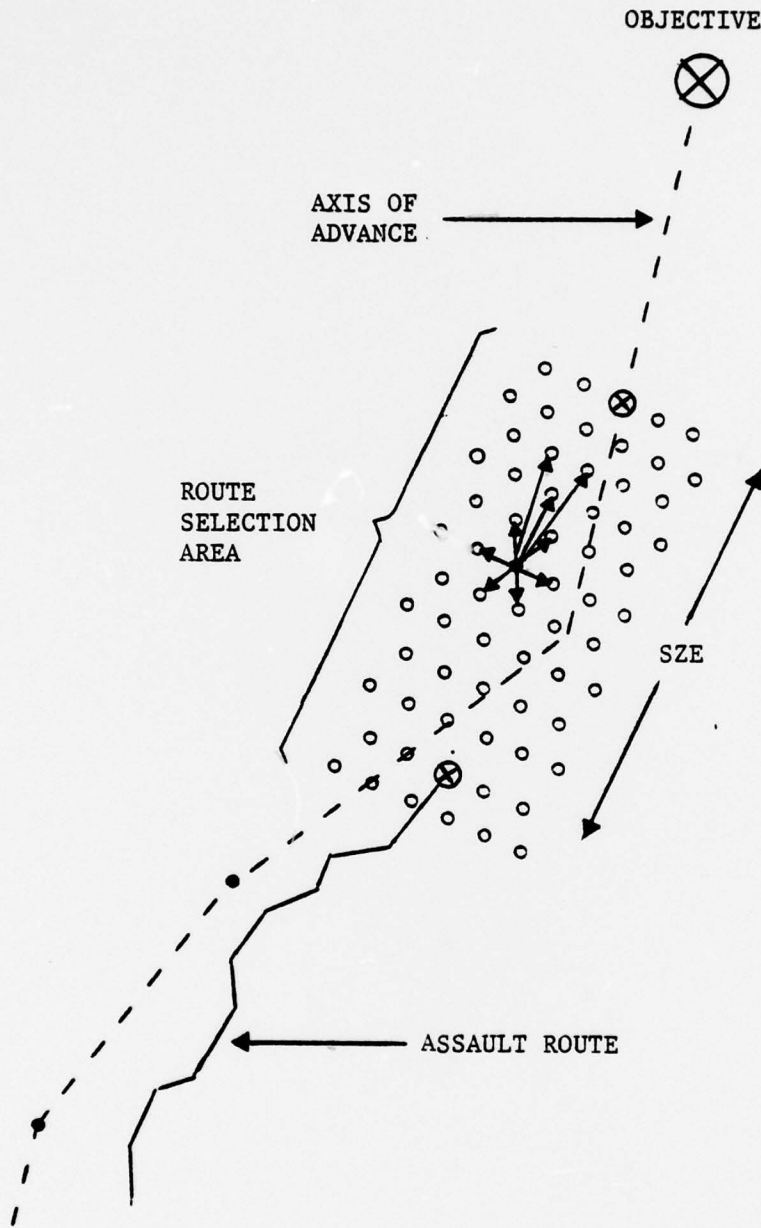 OBJECTIVE
AXIS OF
ADVANCE
ROUTE
SELECTION
AREA
SZE
ASSAULT ROUTE